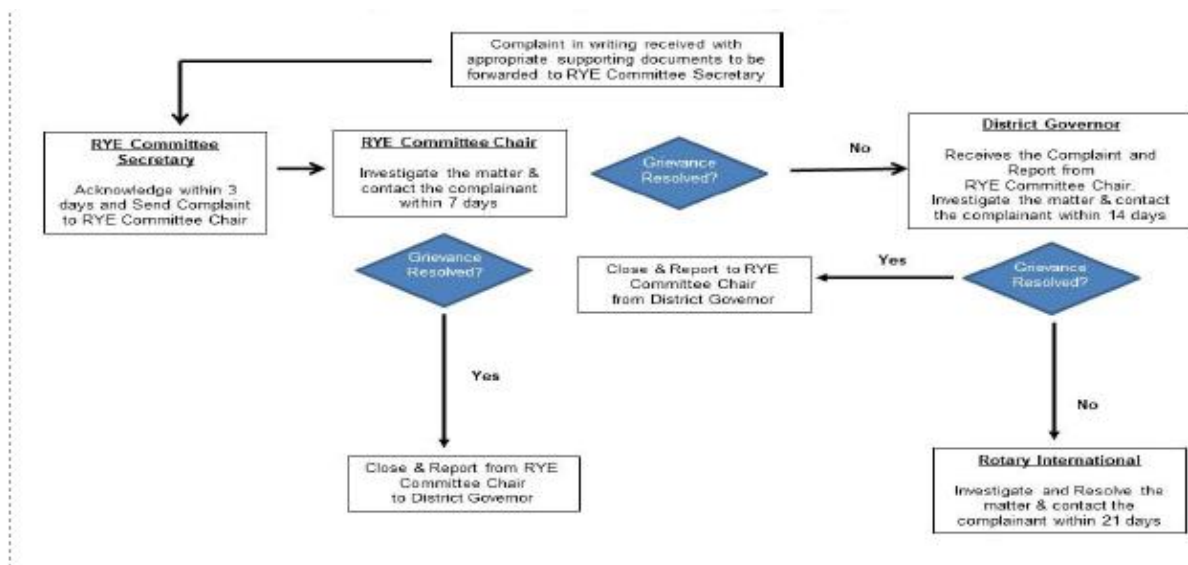 Complaint in writing received with
appropriate supporting documents to be
forwarded to RYE Committee Secretary
RYE Committee
Secretary
Acknowledge within 3
days and Send Complaint
to RYE Committee Chair
RYE Committee Chair
Investigate the matter &
contact the complainant
within 7 days
Grievance
Resolved?
No
District Governor
Receives the Complaint and
Report from
RYE Committee Chair.
Investigate the matter & contact
the complainant within 14 days
Grievance
Resolved?
Close & Report to RYE
Committee Chair
from District Governor
Yes
Grievance
Resolved?
Yes
No
Close & Report from RYE
Committee Chair
to District Governor
Rotary International
Investigate and Resolve the
matter & contact the
complainant within 21 days